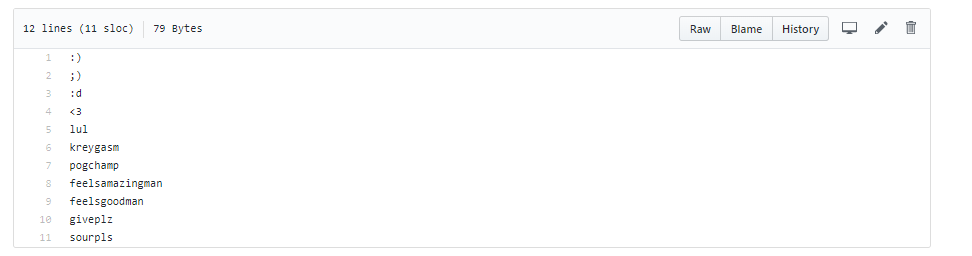 12 lines (11 sloc) 79 Bytes Raw Blame History
1 :)
2 ;)
3 :d
4 <3
5 lul
6 kreygasm
7 pogchamp
8 feelsamazingman
9 feelsgoodman
10 giveplz
11 sourpls